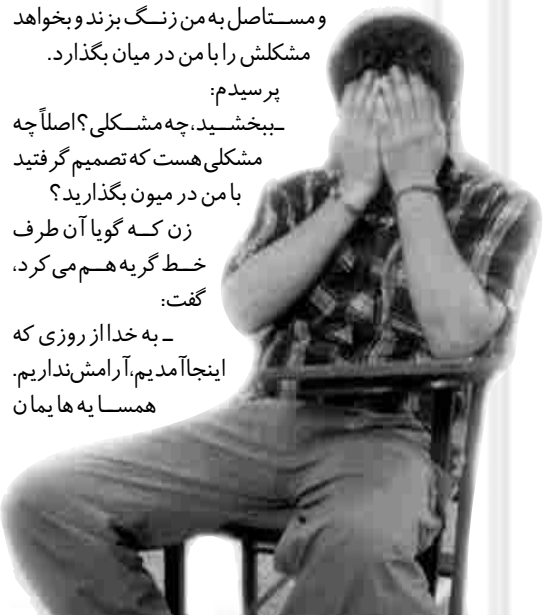 و مستاصل به من زنگ بزند و بخواهد
مشکلش را با من در میان بگذارد.
پرسیدم:
ـ ببخشید، چه مشکلی؟ اصلاً چه
مشکلی هست که تصمیم گرفتید
با من در میون بگذارید؟
زن که گویا آن طرف
خط گریه هم می کرد،
گفت:
ـ به خدا از روزی که
اینجا آمدیم، آرامش نداریم.
همسایه هایمان